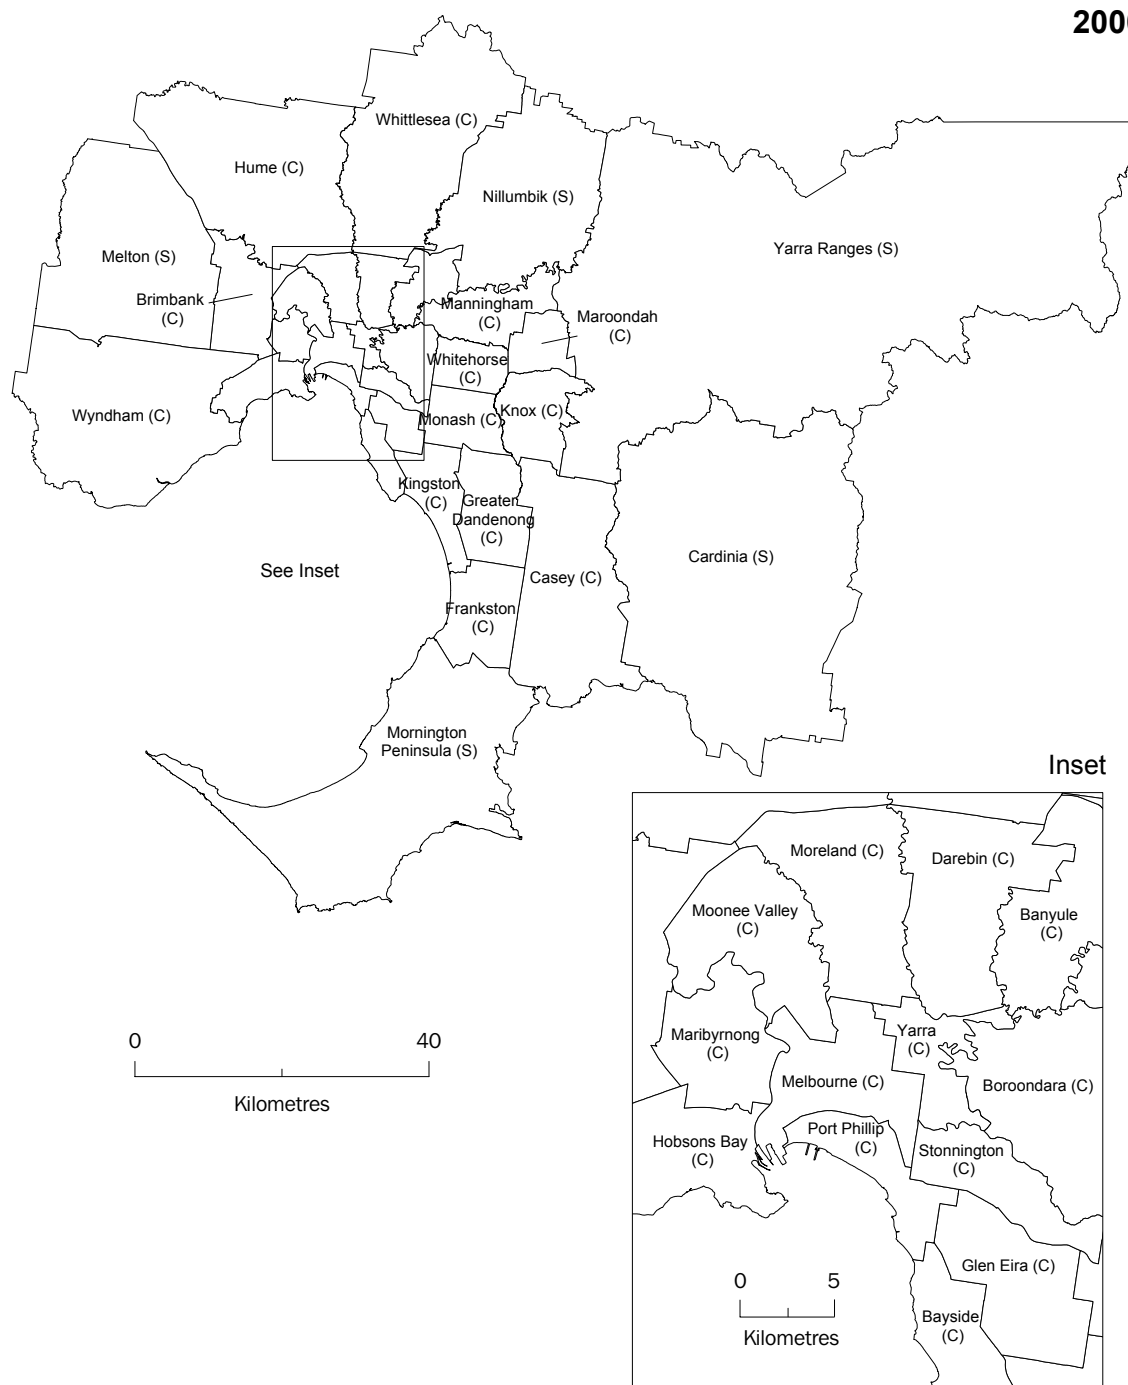 200
Whittlesea (C)
Hume (C)
Nillumbik (S)
Yarra Ranges (S)
Melton (S)
Brimbank
(C)
Manningham
(C)
Maroondah
(C)
Whitehorse
(C)
Wyndham (C)
Monash (C)
Knox (C)
Kingston
(C)
Greater
Dandenong
(C)
See Inset
Casey (C)
Cardinia (S)
Frankston
(C)
Mornington
Peninsula (S)
Inset
Moreland (C)
Darebin (C)
Moonee Valley
(C)
Banyule
(C)
Maribyrnong
(C)
Yarra
(C)
Melbourne (C)
Boroondara (C)
Hobsons Bay
(C)
Port Phillip
(C)
Stonnington
(C)
Glen Eira (C)
Bayside
(C)
0 5
Kilometres
0 40
Kilometres